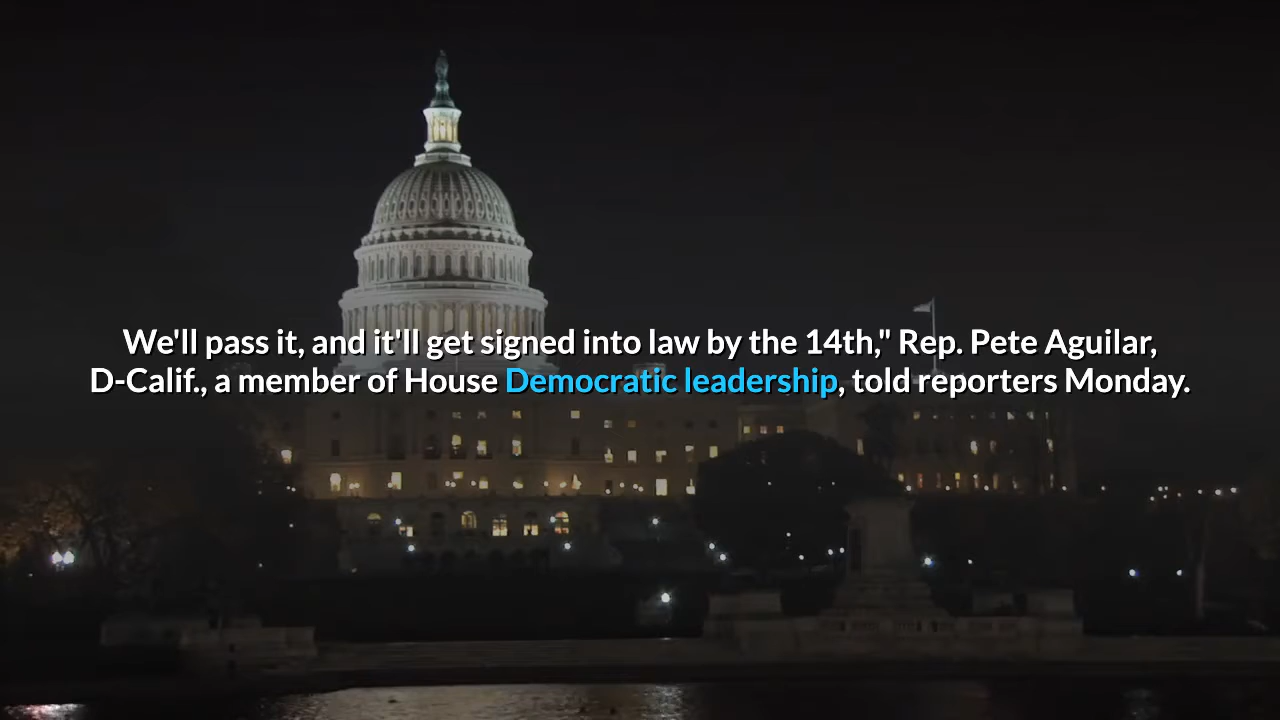 We'll pass it, and it'll get signed into law by the 14th," Rep. Pete Aguilar,
D-Calif., a member of House Democratic leadership, told reporters Monday.